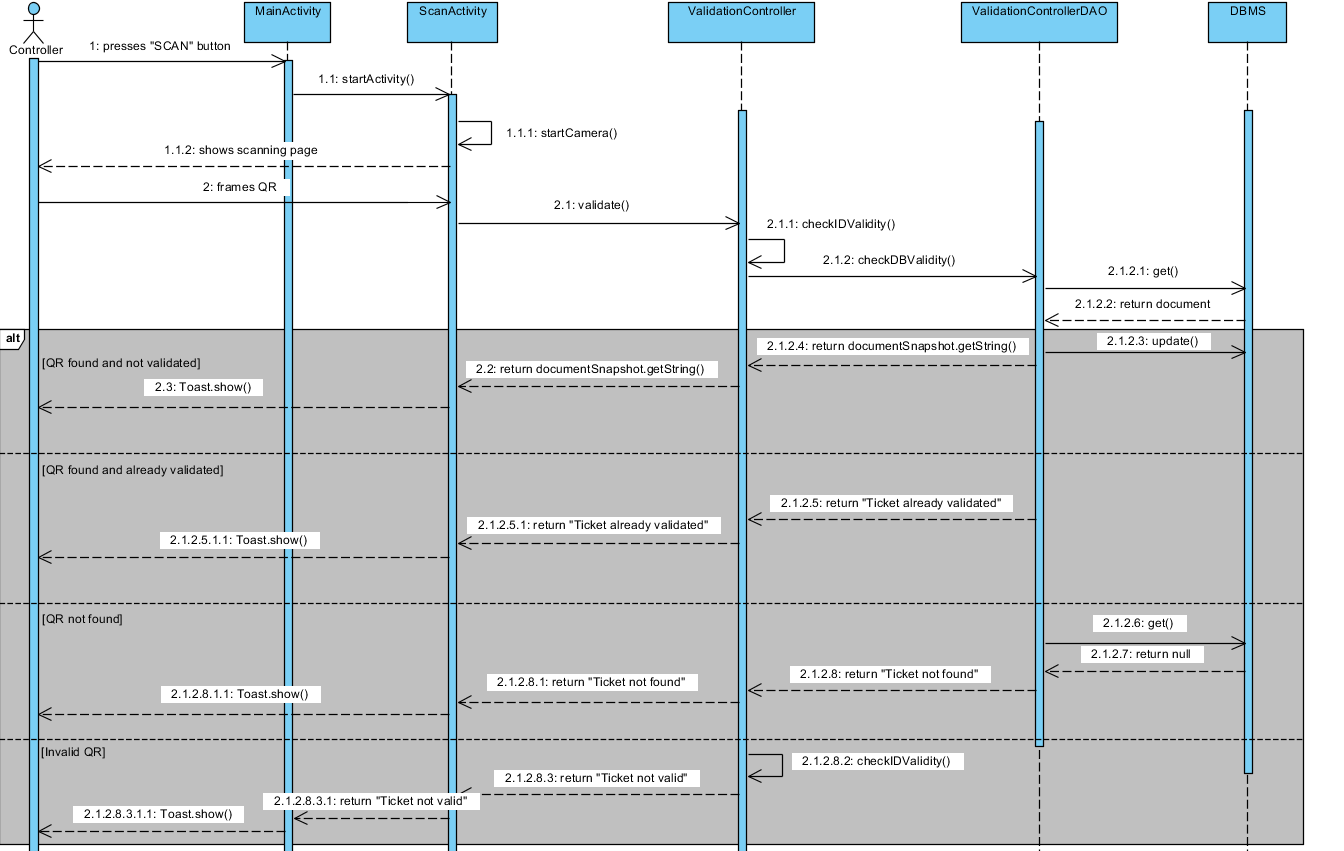 MainActivity
ScanActivity
ValidationController
ValidationControllerDAO
DBMS
Controller
1: presses "SCAN" button
1.1: startActivity()
1.1.1: startCamera()
1.1.2: shows scanning page
2: frames QR
2.1: validate()
2.1.1: checkIDValidity()
2.1.2: checkDBValidity()
2.1.2.1: get()
2.1.2.2: return document
alt
2.1.2.3: update()
2.1.2.4: return documentSnapshot.getString()
[QR found and not validated]
2.2: return documentSnapshot.getString()
2.3: Toast.show()
[QR found and already validated]
2.1.2.5: return "Ticket already validated"
2.1.2.5.1: return "Ticket already validated"
2.1.2.5.1.1: Toast.show()
[QR not found]
2.1.2.6: get()
2.1.2.7: return null
2.1.2.8: return "Ticket not found"
2.1.2.8.1: return "Ticket not found"
2.1.2.8.1.1: Toast.show()
[Invalid QR]
2.1.2.8.2: checkIDValidity()
2.1.2.8.3: return "Ticket not valid"
2.1.2.8.3.1: return "Ticket not valid"
2.1.2.8.3.1.1: Toast.show()